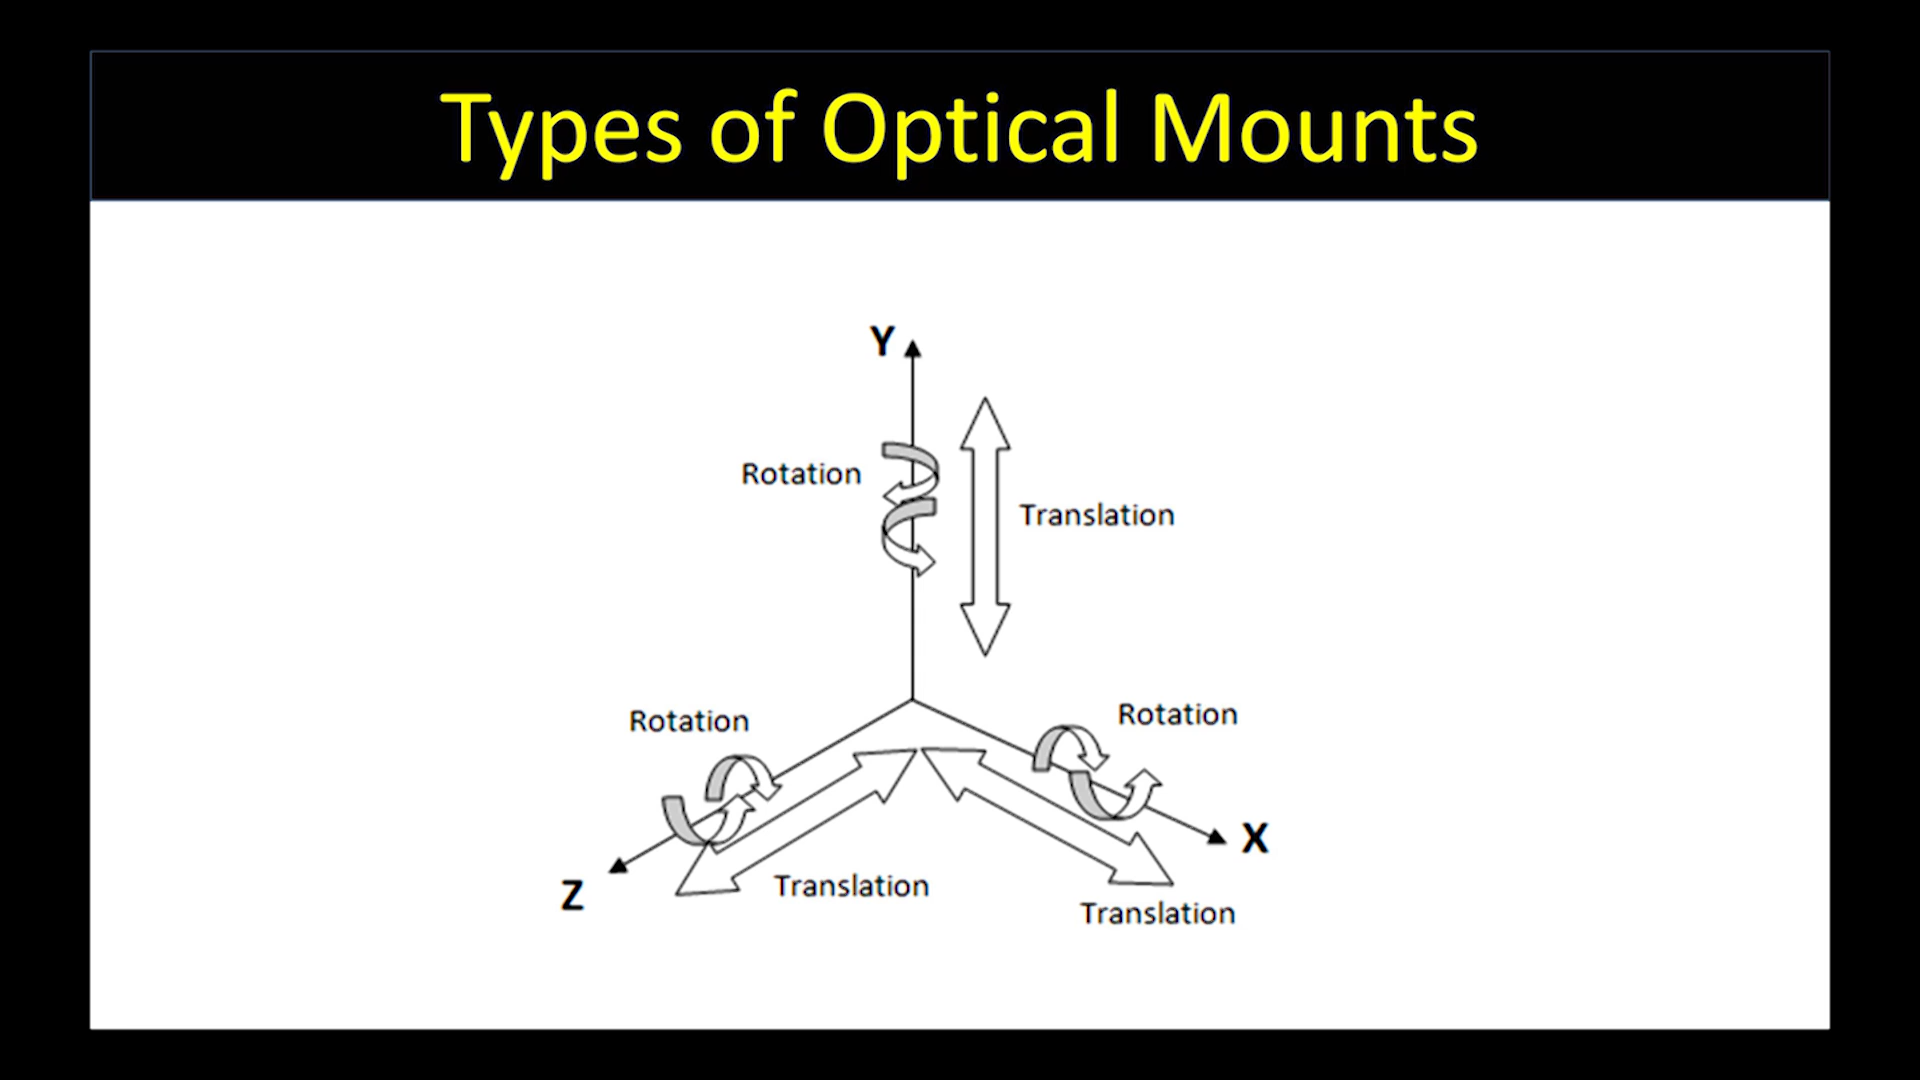 Types of Optical Mounts
Y
Rotation
Translation
Rotation
Rotation
X
Z
Translation
Translation